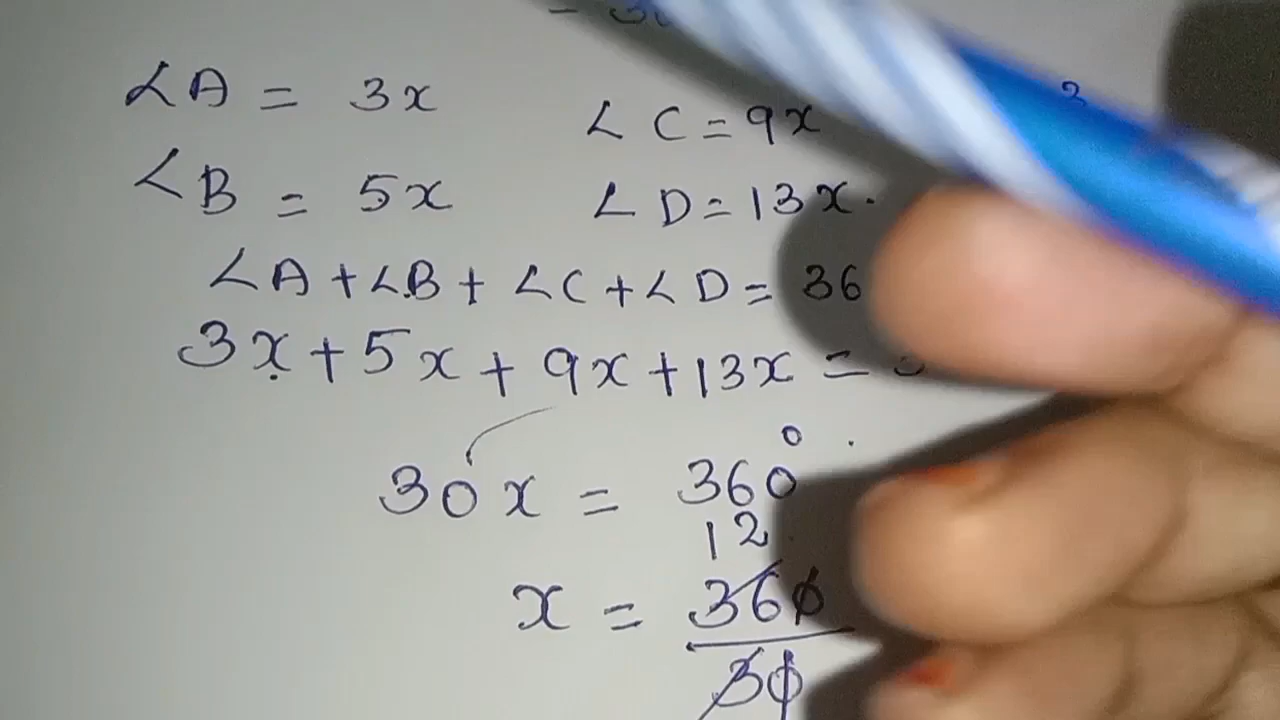 ∠A = 3x
∠C = 9x
∠B = 5x
∠D = 13x.
∠A + ∠B + ∠C + ∠D = 36
3x + 5x + 9x + 13x =
30x = 360°
12
x = 360
30